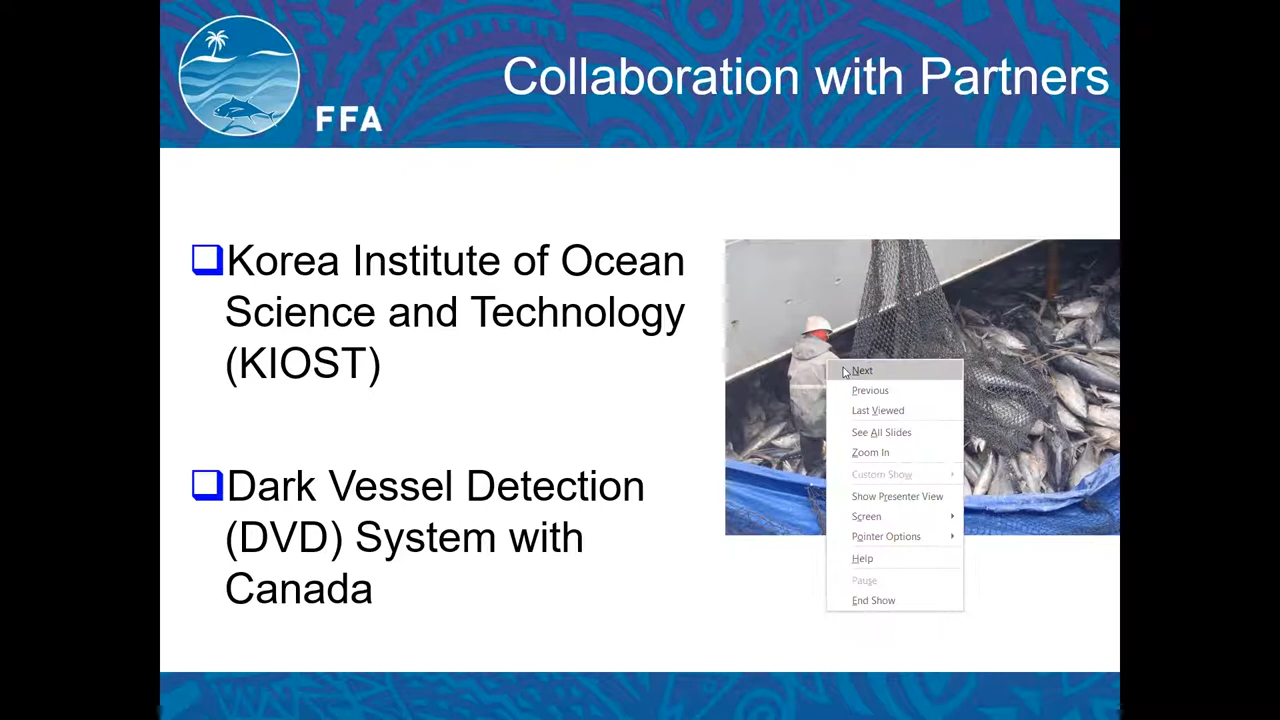 Collaboration with Partners
FFA
Korea Institute of Ocean
Science and Technology
(KIOST)
Dark Vessel Detection
(DVD) System with
Canada
Next
Previous
Last Viewed
See All Slides
Zoom In
Custom Show
Show Presenter View
Screen
Pointer Options
Help
Pause
End Show